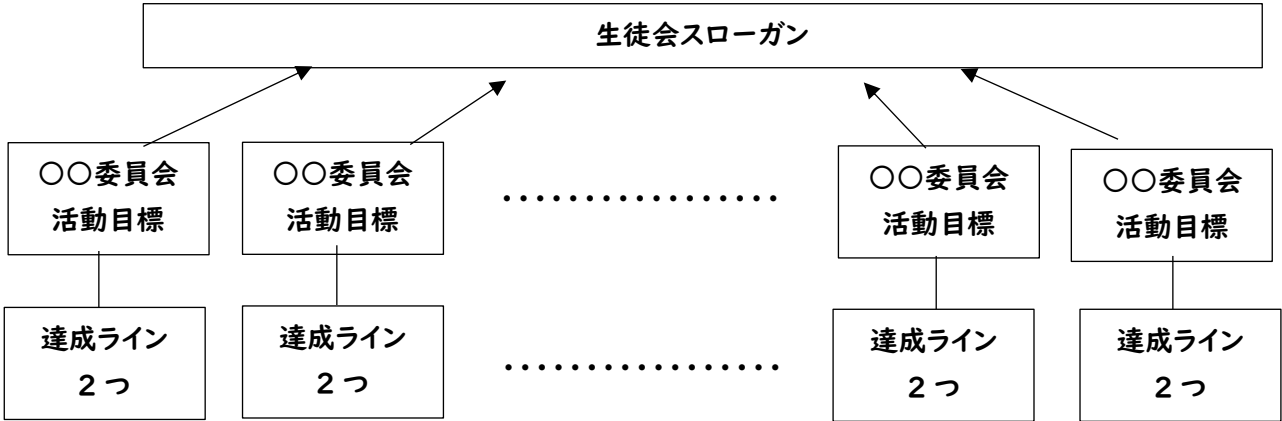 生徒会スローガン
〇〇委員会
活動目標
〇〇委員会
活動目標
………………
〇〇委員会
活動目標
〇〇委員会
活動目標
達成ライン
2つ
達成ライン
2つ
………………
達成ライン
2つ
達成ライン
2つ